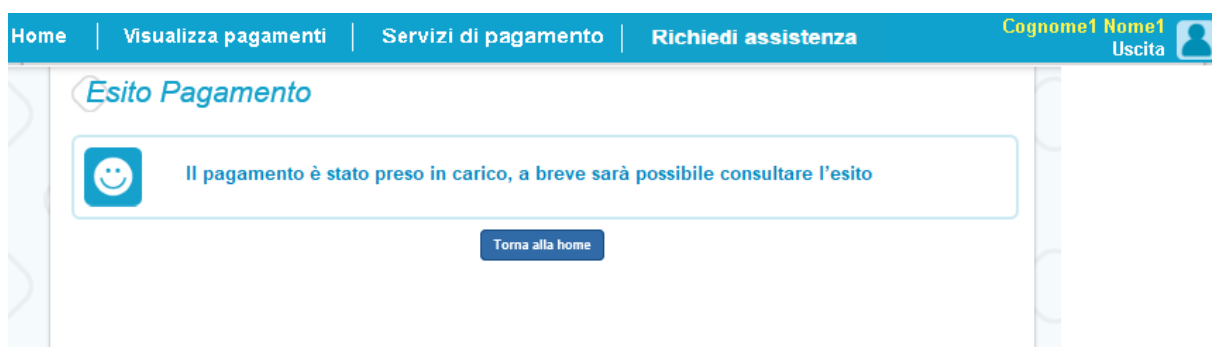 Home Visualizza pagamenti Servizi di pagamento Richiedi assistenza Cognome1 Nome1
Uscita
Esito Pagamento
Il pagamento è stato preso in carico, a breve sarà possibile consultare l'esito
Torna alla home